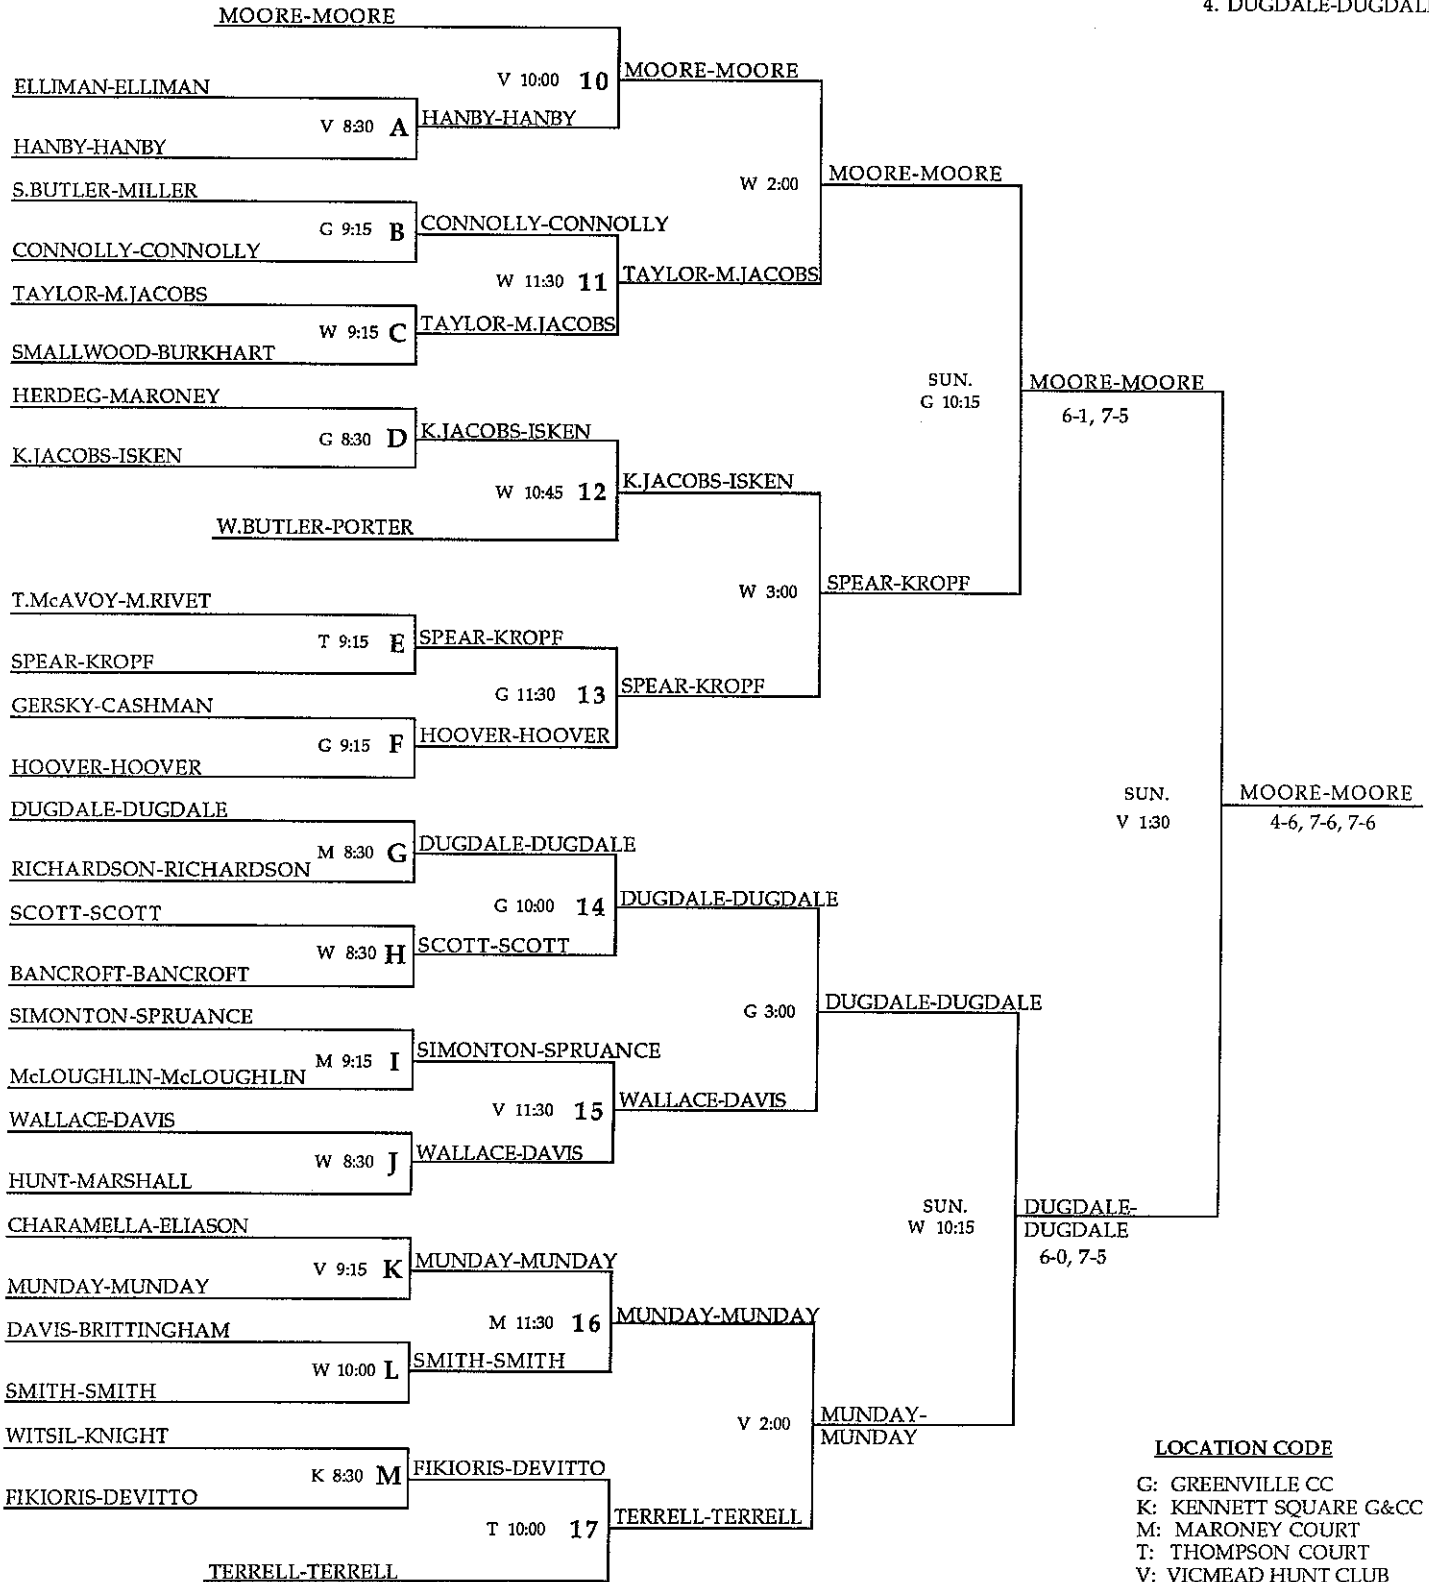 4. DUGDALE-DUGDALE
MOORE-MOORE
V 10:00 10
MOORE-MOORE
ELLIMAN-ELLIMAN
V 8:30 A
HANBY-HANBY
HANBY-HANBY
W 2:00
MOORE-MOORE
S.BUTLER-MILLER
G 9:15 B
CONNOLLY-CONNOLLY
CONNOLLY-CONNOLLY
W 11:30 11
TAYLOR-M.JACOBS
TAYLOR-M.JACOBS
W 9:15 C
TAYLOR-M.JACOBS
SMALLWOOD-BURKHART
SUN.
G 10:15
MOORE-MOORE
6-1, 7-5
HERDEG-MARONEY
G 8:30 D
K.JACOBS-ISKEN
K.JACOBS-ISKEN
W 10:45 12
K.JACOBS-ISKEN
W.BUTLER-PORTER
W 3:00
SPEAR-KROPF
T.McAVOY-M.RIVET
T 9:15 E
SPEAR-KROPF
SPEAR-KROPF
G 11:30 13
SPEAR-KROPF
GERSKY-CASHMAN
G 9:15 F
HOOVER-HOOVER
HOOVER-HOOVER
SUN.
V 1:30
MOORE-MOORE
4-6, 7-6, 7-6
DUGDALE-DUGDALE
M 8:30 G
DUGDALE-DUGDALE
RICHARDSON-RICHARDSON
G 10:00 14
DUGDALE-DUGDALE
SCOTT-SCOTT
W 8:30 H
SCOTT-SCOTT
BANCROFT-BANCROFT
G 3:00
DUGDALE-DUGDALE
SIMONTON-SPRUANCE
M 9:15 I
SIMONTON-SPRUANCE
McLOUGHLIN-McLOUGHLIN
V 11:30 15
WALLACE-DAVIS
WALLACE-DAVIS
W 8:30 J
WALLACE-DAVIS
HUNT-MARSHALL
SUN.
W 10:15
DUGDALE-
DUGDALE
6-0, 7-5
CHARAMELLA-ELIASON
V 9:15 K
MUNDAY-MUNDAY
MUNDAY-MUNDAY
M 11:30 16
MUNDAY-MUNDAY
DAVIS-BRITTINGHAM
W 10:00 L
SMITH-SMITH
SMITH-SMITH
V 2:00
MUNDAY-
MUNDAY
WITSIL-KNIGHT
K 8:30 M
FIKIORIS-DEVITTO
FIKIORIS-DEVITTO
T 10:00 17
TERRELL-TERRELL
TERRELL-TERRELL
LOCATION CODE
G: GREENVILLE CC
K: KENNETT SQUARE G&CC
M: MARONEY COURT
T: THOMPSON COURT
V: VICMEAD HUNT CLUB